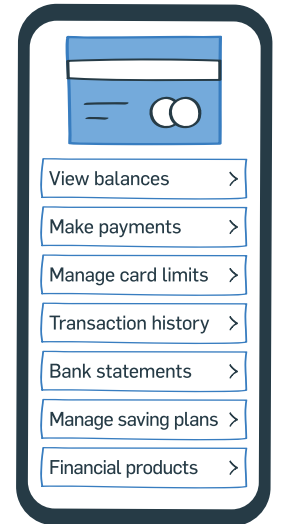 View balances
Make payments
Manage card limits
Transaction history
Bank statements
Manage saving plans
Financial products